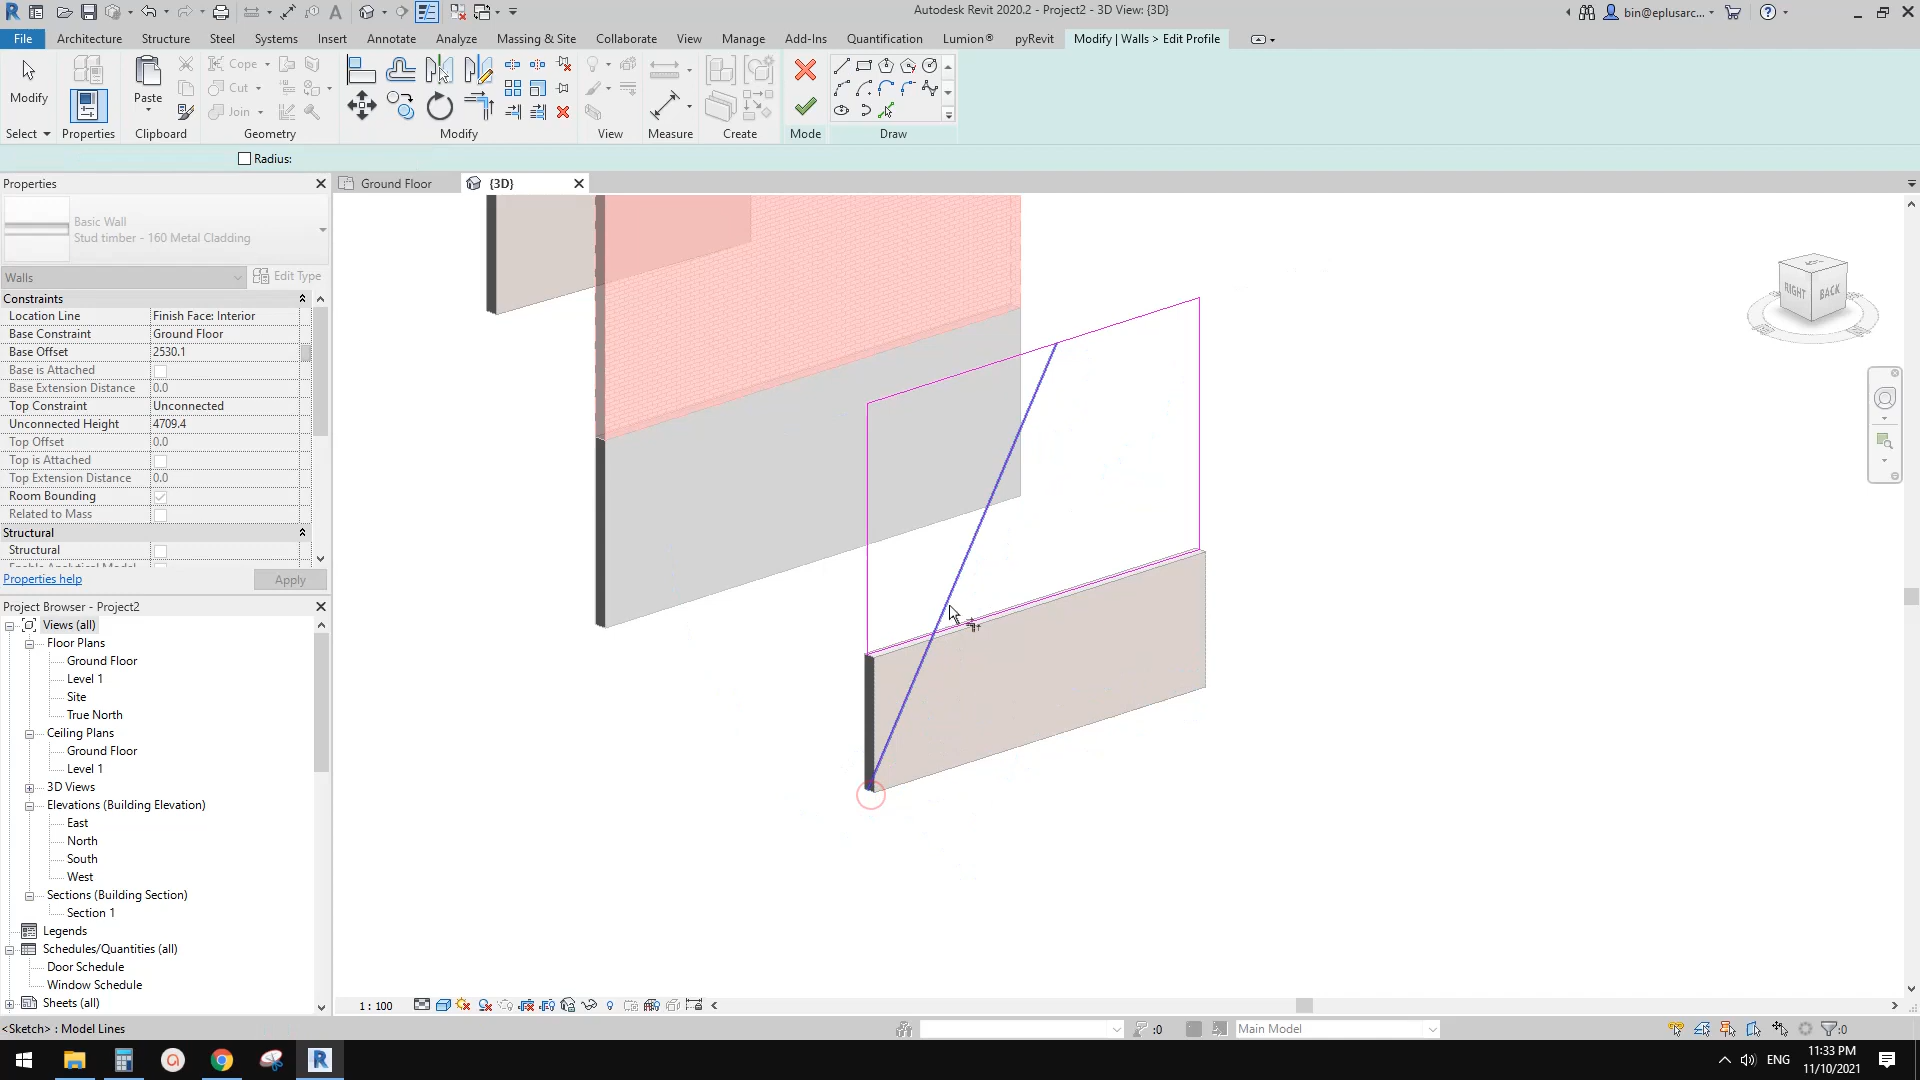 Autodesk Revit 2020.2 - Project2 - 3D View: {3D}
bin@eplusarc...
File Architecture Structure Steel Systems Insert Annotate Analyze Massing & Site Collaborate View Manage Add-Ins Quantification Lumion® pyRevit Modify | Walls > Edit Profile
Modify
Paste
Cope
Cut
Join
Select Properties Clipboard Geometry Modify View Measure Create Mode Draw
Radius:
Properties
Ground Floor
{3D}
Basic Wall
Stud timber - 160 Metal Cladding
Walls
Edit Type
Constraints
Location Line Finish Face: Interior
Base Constraint Ground Floor
Base Offset 2530.1
Base is Attached
Base Extension Distance 0.0
Top Constraint Unconnected
Unconnected Height 4709.4
Top Offset 0.0
Top is Attached
Top Extension Distance 0.0
Room Bounding
Related to Mass
Structural
Structural
Enable Analytical Model
Properties help
Apply
Project Browser - Project2
Views (all)
Floor Plans
Ground Floor
Level 1
Site
True North
Ceiling Plans
Ground Floor
Level 1
3D Views
Elevations (Building Elevation)
East
North
South
West
Sections (Building Section)
Section 1
Legends
Schedules/Quantities (all)
Door Schedule
Window Schedule
Sheets (all)
RIGHT
BACK
1 : 100
<Sketch> : Model Lines
:0
Main Model
:0
ENG
11:33 PM
11/10/2021